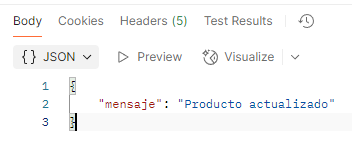 Body Cookies Headers (5) Test Results
{} JSON Preview Visualize
1 {
2 "mensaje": "Producto actualizado"
3 }